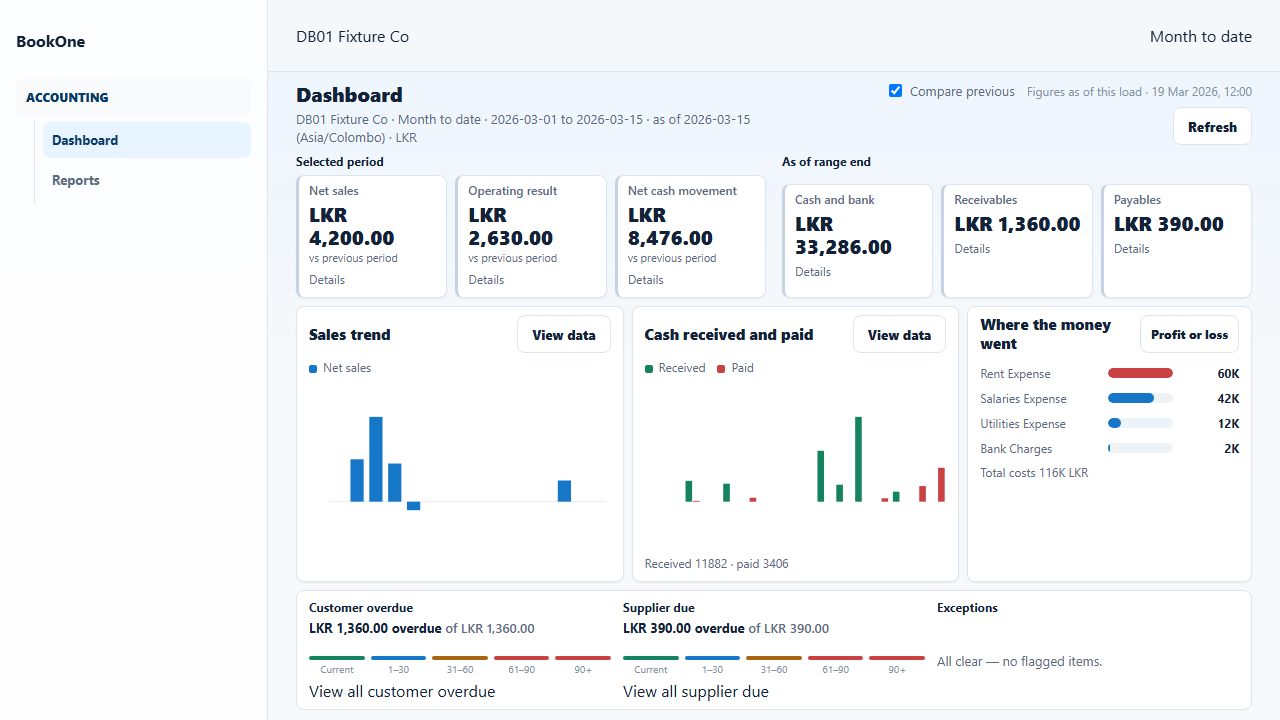 BookOne
ACCOUNTING
Dashboard
Reports
DB01 Fixture Co
Month to date
Dashboard
DB01 Fixture Co · Month to date · 2026-03-01 to 2026-03-15 · as of 2026-03-15
(Asia/Colombo) · LKR
Compare previous
Figures as of this load · 19 Mar 2026, 12:00
Refresh
Selected period
Net sales
LKR
4,200.00
vs previous period
Details
Operating result
LKR
2,630.00
vs previous period
Details
Net cash movement
LKR
8,476.00
vs previous period
Details
As of range end
Cash and bank
LKR
33,286.00
Details
Receivables
LKR 1,360.00
Details
Payables
LKR 390.00
Details
Sales trend
View data
Net sales
Cash received and paid
View data
Received
Paid
Received 11882 · paid 3406
Where the money
went
Profit or loss
Rent Expense 60K
Salaries Expense 42K
Utilities Expense 12K
Bank Charges 2K
Total costs 116K LKR
Customer overdue
LKR 1,360.00 overdue of LKR 1,360.00
Current 1–30 31–60 61–90 90+
View all customer overdue
Supplier due
LKR 390.00 overdue of LKR 390.00
Current 1–30 31–60 61–90 90+
View all supplier due
Exceptions
All clear — no flagged items.